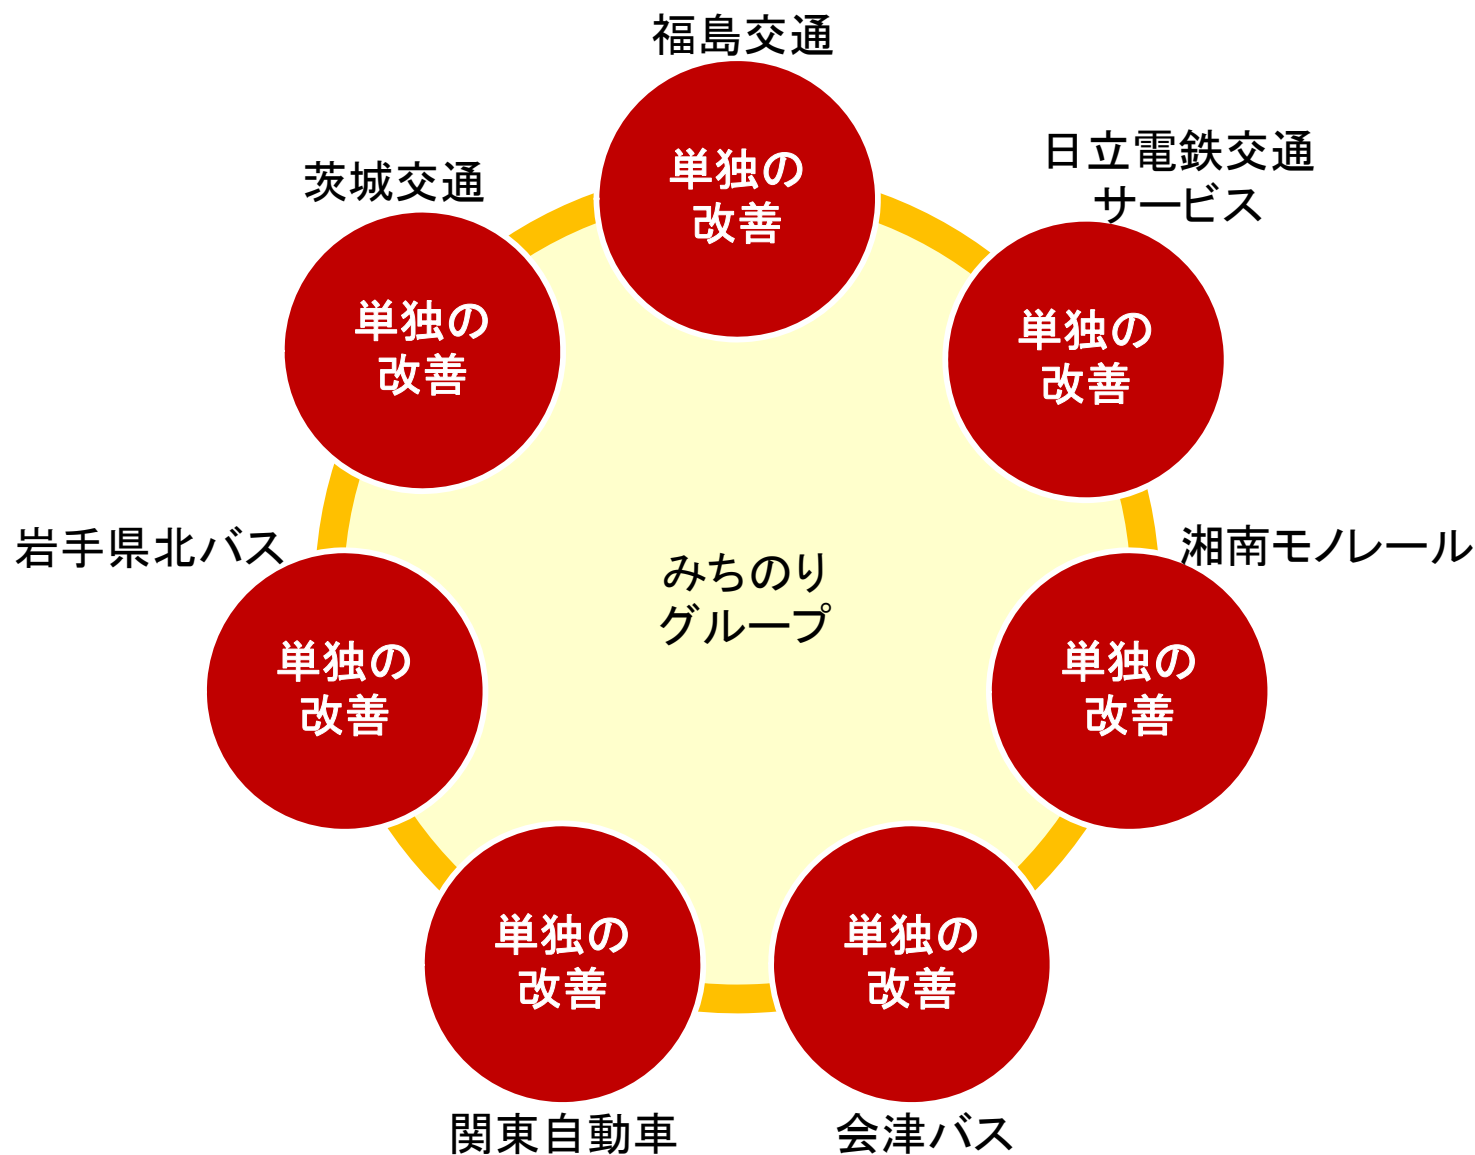 福島交通
単独の
改善
日立電鉄交通
サービス
単独の
改善
茨城交通
単独の
改善
岩手県北バス
単独の
改善
みちのり
グループ
湘南モノレール
単独の
改善
単独の
改善
関東自動車
単独の
改善
会津バス